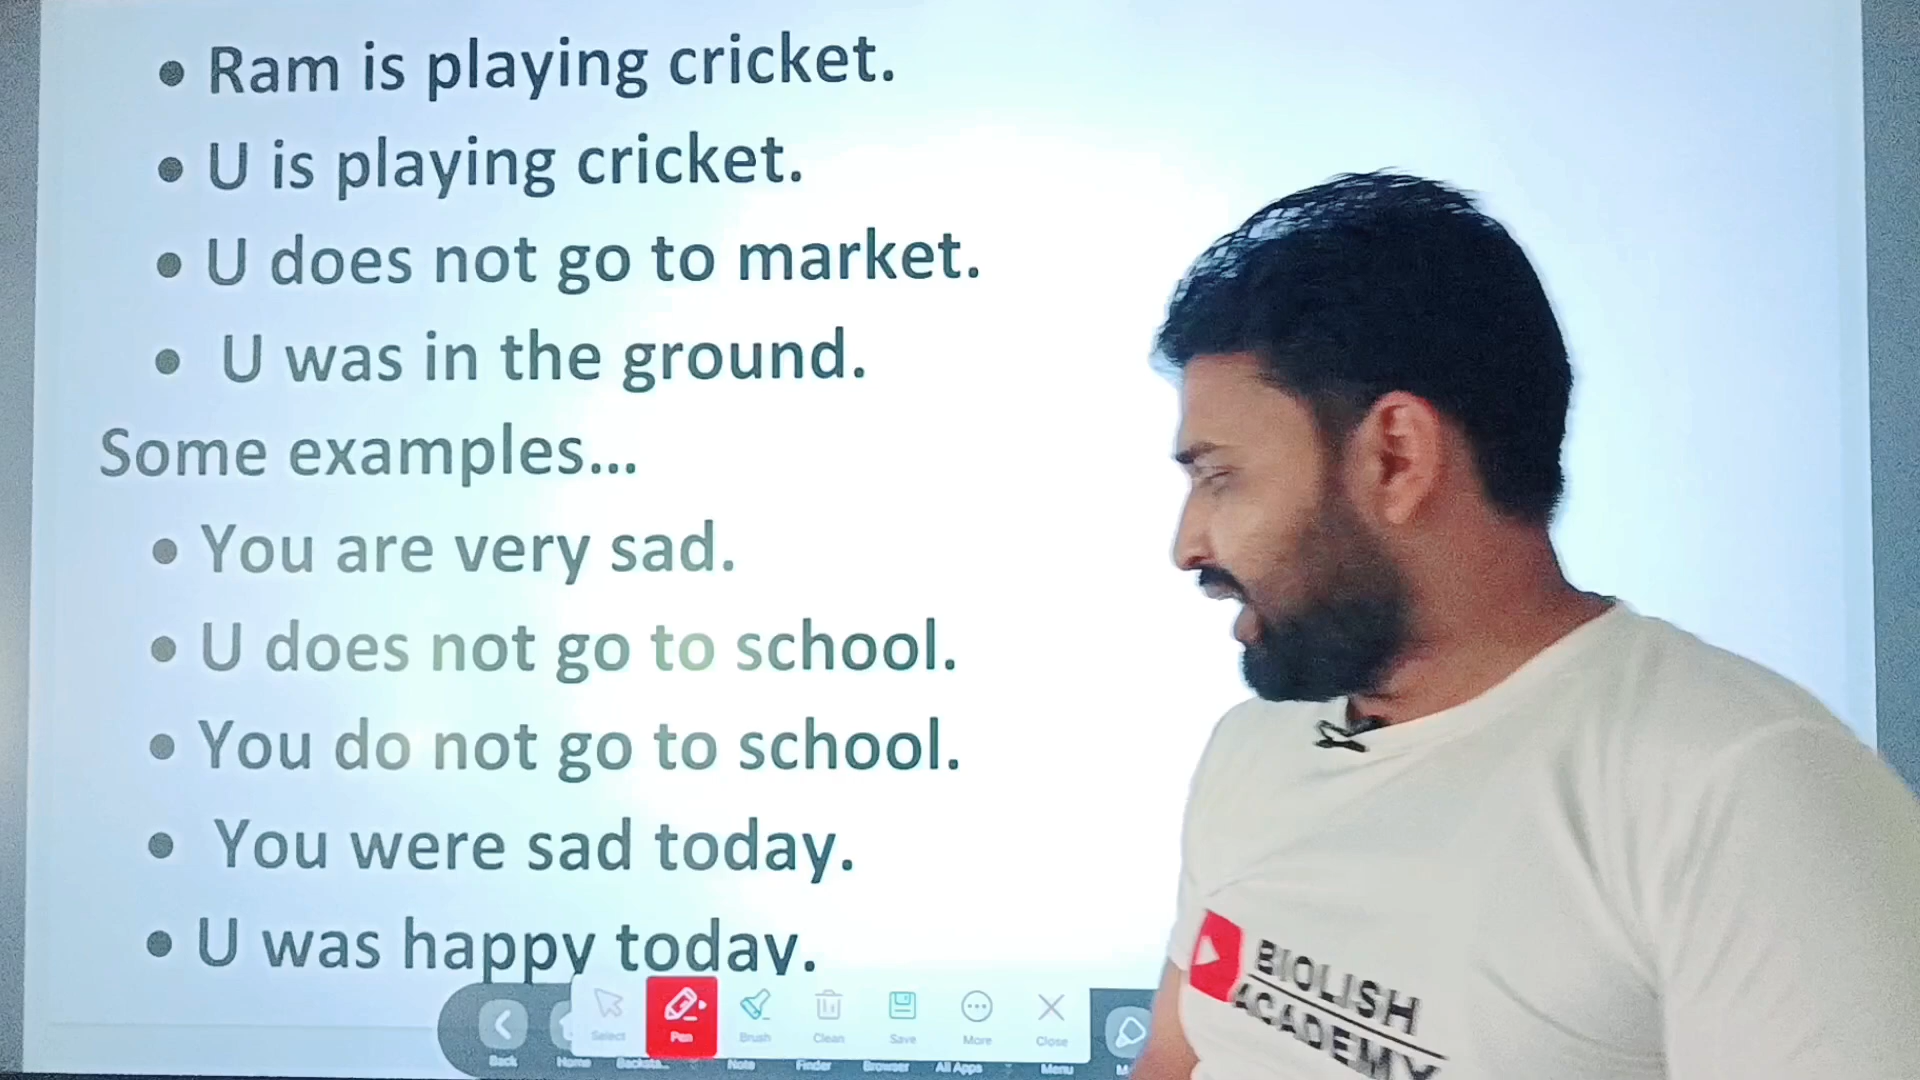 • Ram is playing cricket.
• U is playing cricket.
• U does not go to market.
• U was in the ground.
Some examples...
• You are very sad.
• U does not go to school.
• You do not go to school.
• You were sad today.
• U was happy today.
Select Pen Brush Clean Save More Close
Back Home Backsta... Note Finder Browser All Apps Menu
BIOLISH
ACADEMY